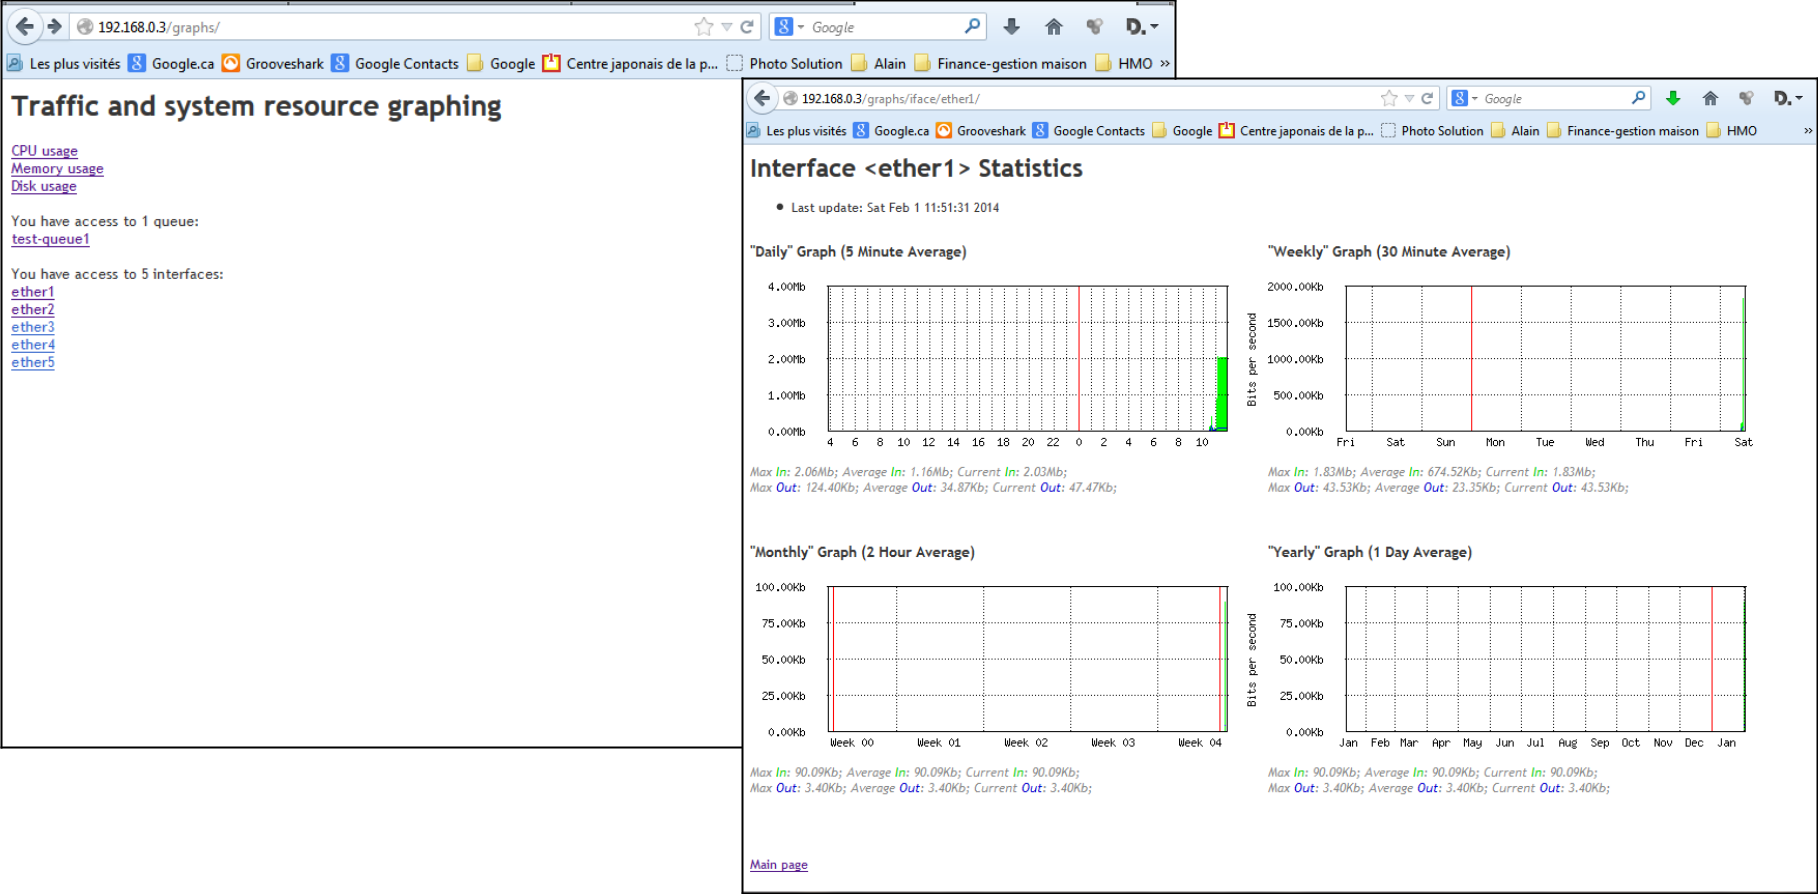 192.168.0.3/graphs/
Google
D.
Les plus visités Google.ca Grooveshark Google Contacts Google Centre japonais de la p... Photo Solution Alain Finance-gestion maison HMO »
Traffic and system resource graphing
CPU usage
Memory usage
Disk usage
You have access to 1 queue:
test-queue1
You have access to 5 interfaces:
ether1
ether2
ether3
ether4
ether5
192.168.0.3/graphs/iface/ether1/
Google
D.
Les plus visités Google.ca Grooveshark Google Contacts Google Centre japonais de la p... Photo Solution Alain Finance-gestion maison HMO »
Interface <ether1> Statistics
• Last update: Sat Feb 1 11:51:31 2014
"Daily" Graph (5 Minute Average)
4.00Mb
3.00Mb
2.00Mb
1.00Mb
0.00Mb
4 6 8 10 12 14 16 18 20 22 0 2 4 6 8 10
Max In: 2.06Mb; Average In: 1.16Mb; Current In: 2.03Mb;
Max Out: 124.40Kb; Average Out: 34.87Kb; Current Out: 47.47Kb;
"Weekly" Graph (30 Minute Average)
Bits per second
2000.00Kb
1500.00Kb
1000.00Kb
500.00Kb
0.00Kb
Fri Sat Sun Mon Tue Wed Thu Fri Sat
Max In: 1.83Mb; Average In: 674.52Kb; Current In: 1.83Mb;
Max Out: 43.53Kb; Average Out: 23.35Kb; Current Out: 43.53Kb;
"Monthly" Graph (2 Hour Average)
100.00Kb
75.00Kb
50.00Kb
25.00Kb
0.00Kb
Week 00 Week 01 Week 02 Week 03 Week 04
Max In: 90.09Kb; Average In: 90.09Kb; Current In: 90.09Kb;
Max Out: 3.40Kb; Average Out: 3.40Kb; Current Out: 3.40Kb;
"Yearly" Graph (1 Day Average)
Bits per second
100.00Kb
75.00Kb
50.00Kb
25.00Kb
0.00Kb
Jan Feb Mar Apr May Jun Jul Aug Sep Oct Nov Dec Jan
Max In: 90.09Kb; Average In: 90.09Kb; Current In: 90.09Kb;
Max Out: 3.40Kb; Average Out: 3.40Kb; Current Out: 3.40Kb;
Main page